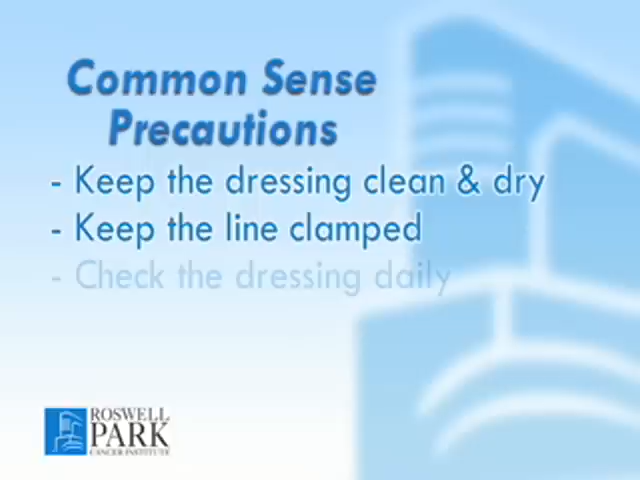 Common Sense
Precautions
- Keep the dressing clean & dry
- Keep the line clamped
- Check the dressing daily
ROSWELL
PARK
CANCER INSTITUTE